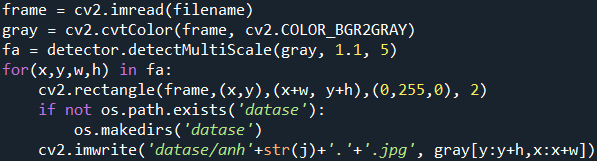 frame = cv2.imread(filename)
gray = cv2.cvtColor(frame, cv2.COLOR_BGR2GRAY)
fa = detector.detectMultiScale(gray, 1.1, 5)
for(x,y,w,h) in fa:
    cv2.rectangle(frame,(x,y),(x+w, y+h),(0,255,0), 2)
    if not os.path.exists('datase'):
        os.makedirs('datase')
    cv2.imwrite('datase/anh'+str(j)+'.'+'.jpg', gray[y:y+h,x:x+w])